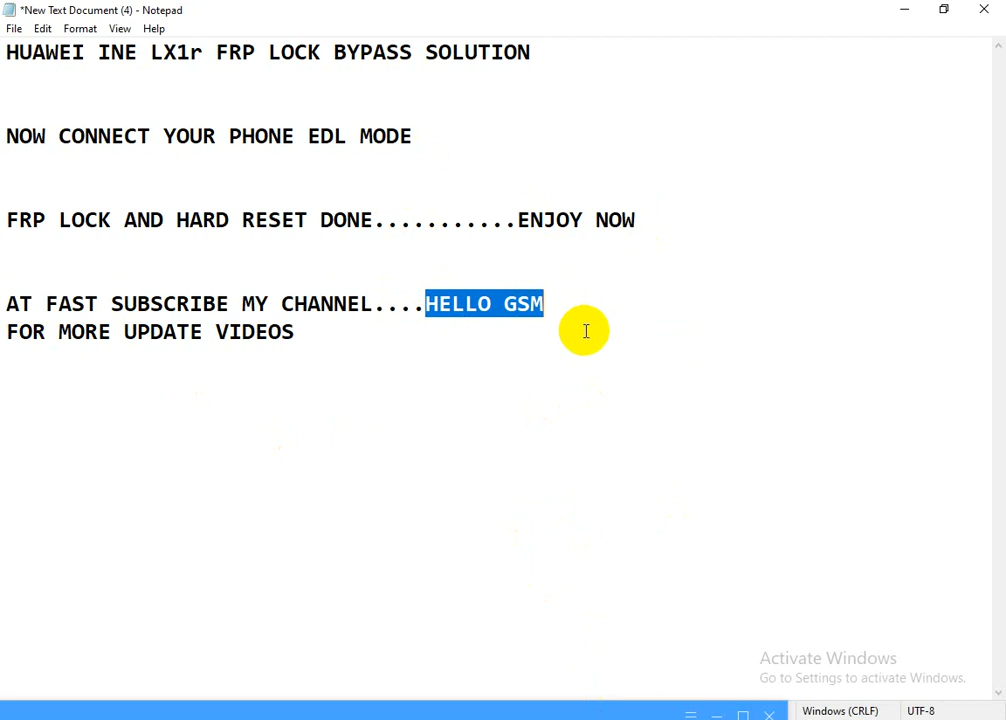 *New Text Document (4) - Notepad
File Edit Format View Help
HUAWEI INE LX1r FRP LOCK BYPASS SOLUTION
NOW CONNECT YOUR PHONE EDL MODE
FRP LOCK AND HARD RESET DONE...........ENJOY NOW
AT FAST SUBSCRIBE MY CHANNEL....HELLO GSM
FOR MORE UPDATE VIDEOS
Activate Windows
Go to Settings to activate Windows.
Windows (CRLF) UTF-8